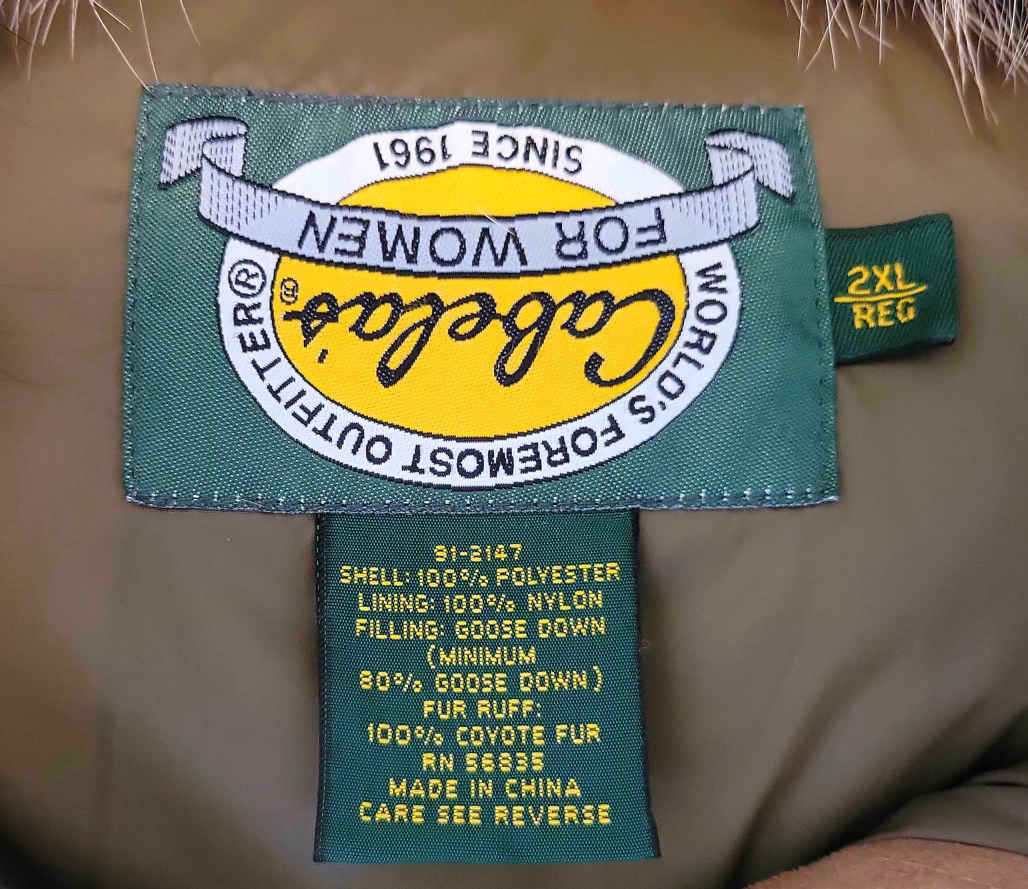 SINCE 1961
FOR WOMEN
Cabela's®
WORLD'S FOREMOST OUTFITTER®
2XL
REG
91-2147
SHELL: 100% POLYESTER
LINING: 100% NYLON
FILLING: GOOSE DOWN
(MINIMUM
80% GOOSE DOWN)
FUR RUFF:
100% COYOTE FUR
RN 56835
MADE IN CHINA
CARE SEE REVERSE